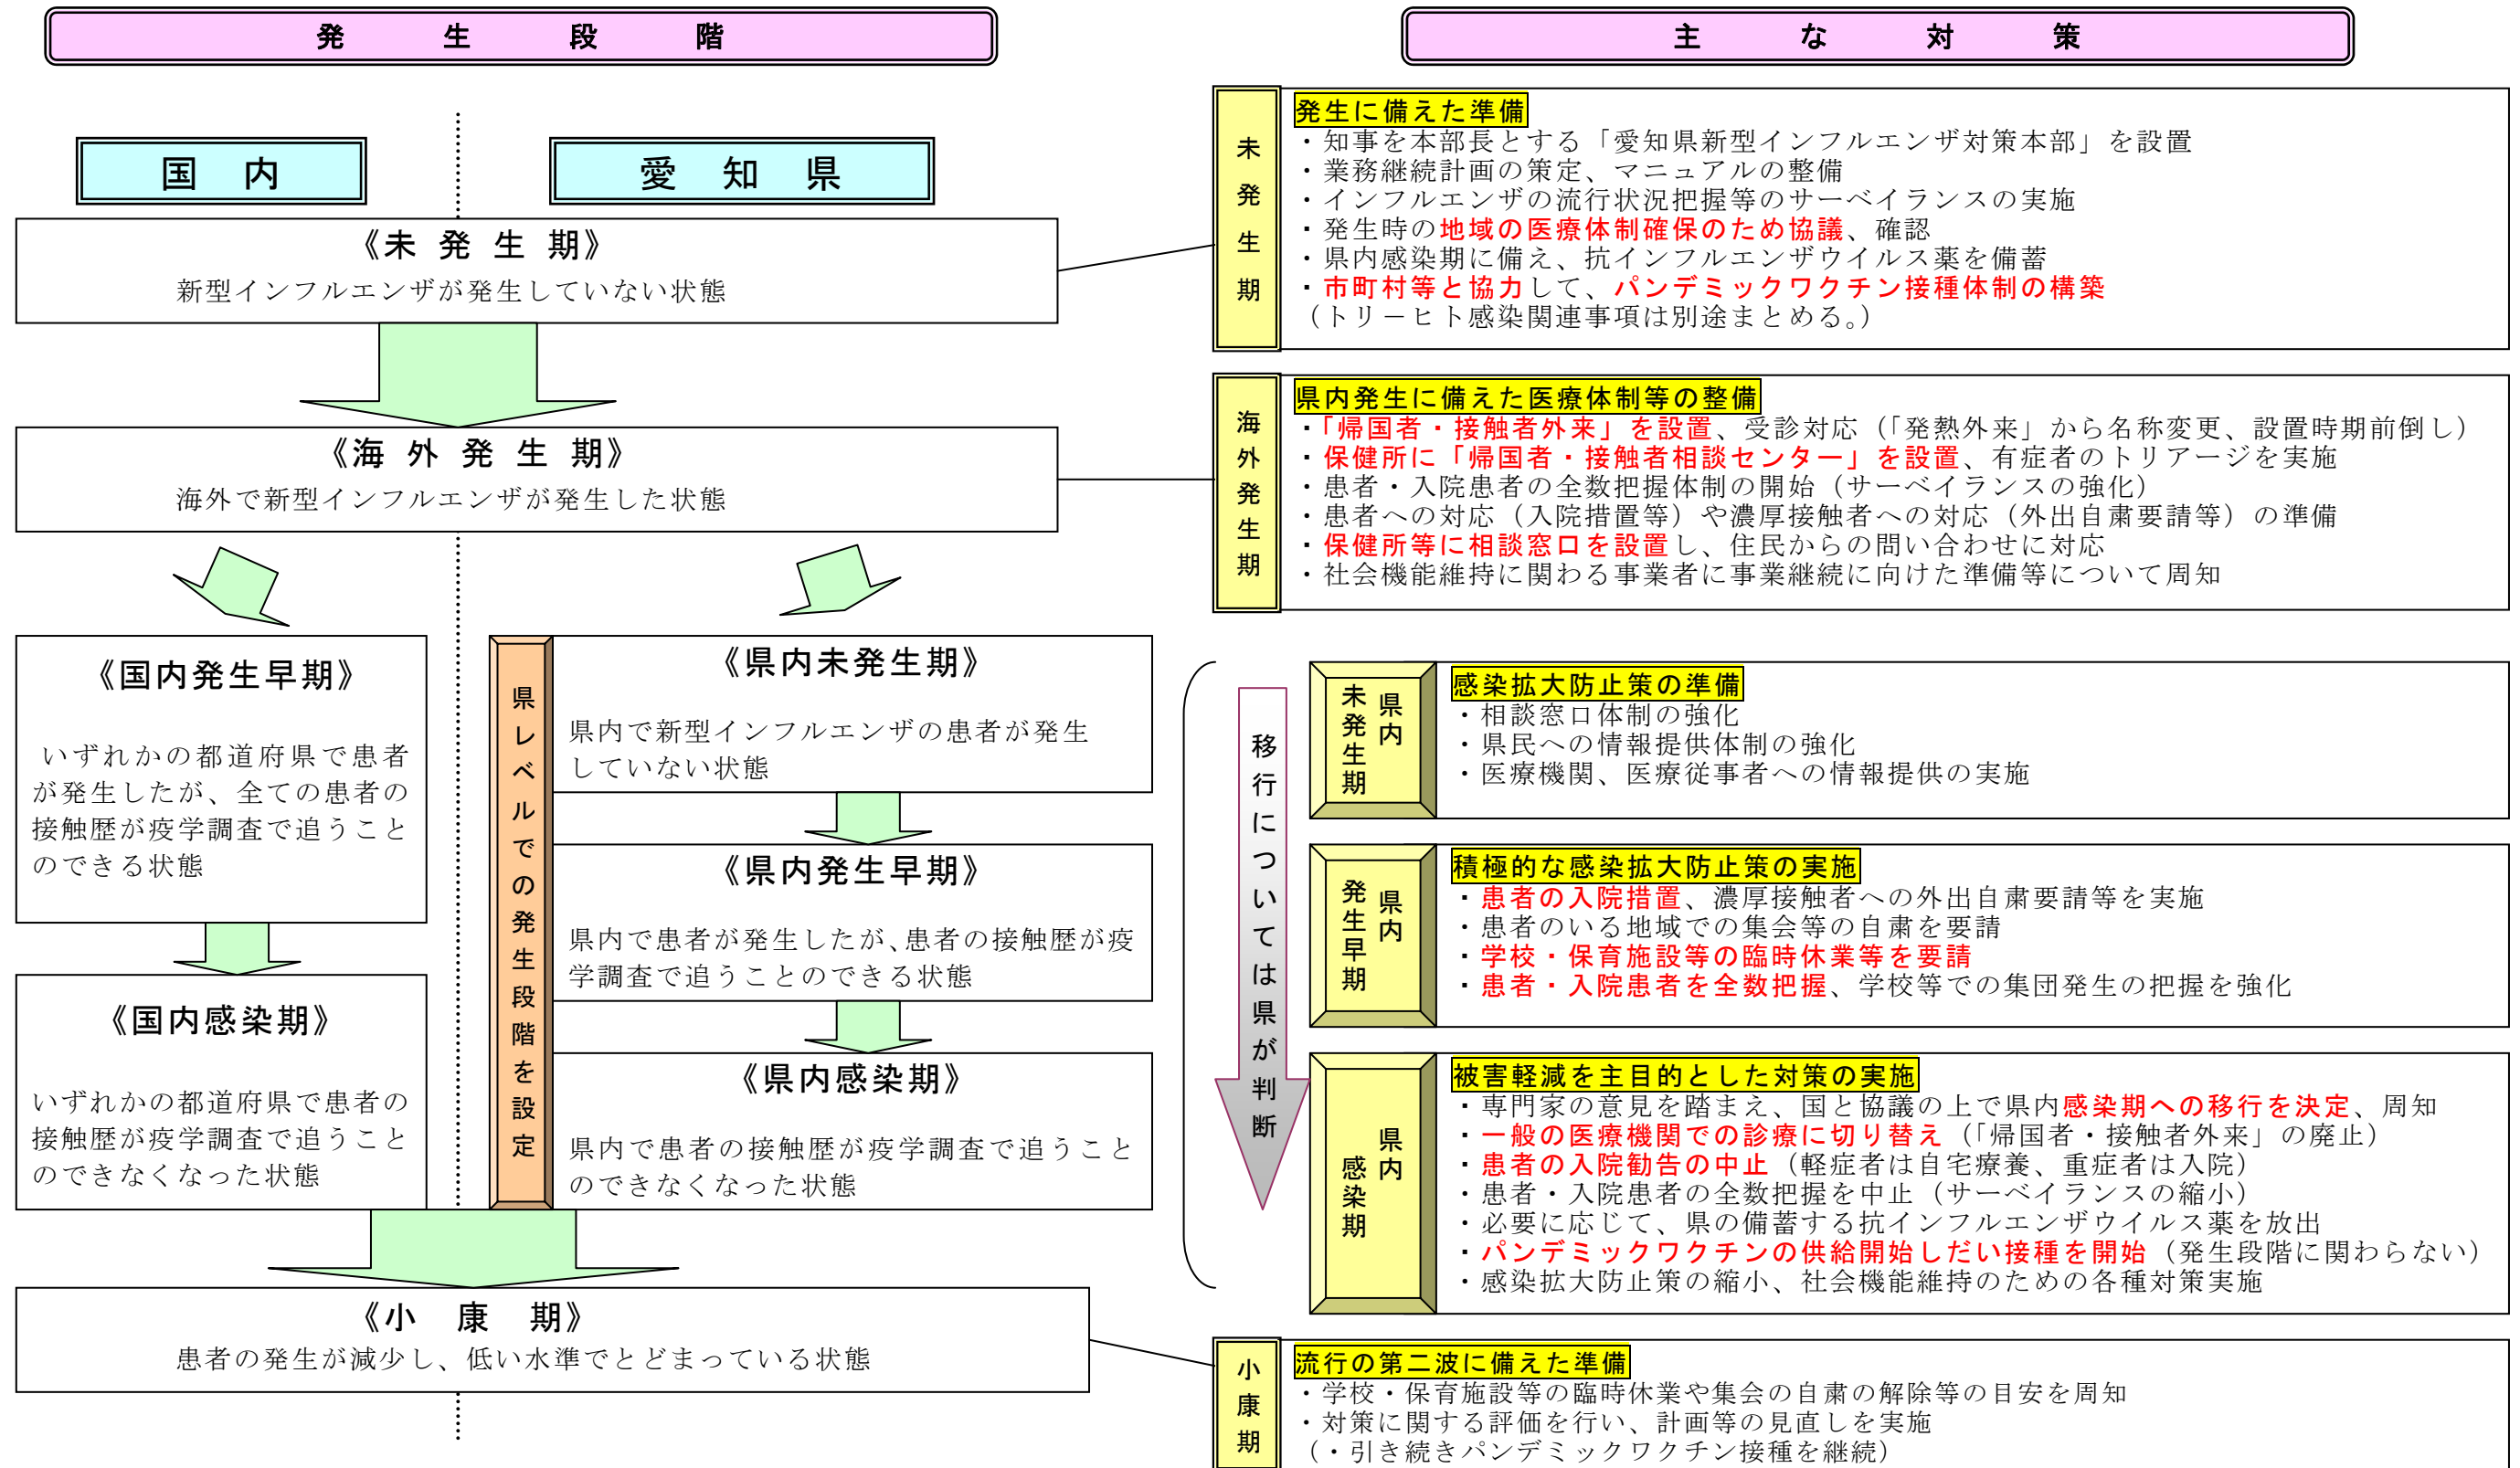 発生段階
主な対策
国内
愛知県
《未発生期》
新型インフルエンザが発生していない状態
《海外発生期》
海外で新型インフルエンザが発生した状態
《国内発生早期》
いずれかの都道府県で患者
が発生したが、全ての患者の
接触歴が疫学調査で追うこと
のできる状態
《国内感染期》
いずれかの都道府県で患者の
接触歴が疫学調査で追うこと
のできなくなった状態
県レベルでの発生段階を設定
《県内未発生期》
県内で新型インフルエンザの患者が発生
していない状態
《県内発生早期》
県内で患者が発生したが、患者の接触歴が疫
学調査で追うことのできる状態
《県内感染期》
県内で患者の接触歴が疫学調査で追うこと
のできなくなった状態
《小康期》
患者の発生が減少し、低い水準でとどまっている状態
未発生期
発生に備えた準備
・知事を本部長とする「愛知県新型インフルエンザ対策本部」を設置
・業務継続計画の策定、マニュアルの整備
・インフルエンザの流行状況把握等のサーベイランスの実施
・発生時の地域の医療体制確保のため協議、確認
・県内感染期に備え、抗インフルエンザウイルス薬を備蓄
・市町村等と協力して、パンデミックワクチン接種体制の構築
（トリ－ヒト感染関連事項は別途まとめる。）
海外発生期
県内発生に備えた医療体制等の整備
・「帰国者・接触者外来」を設置、受診対応（「発熱外来」から名称変更、設置時期前倒し）
・保健所に「帰国者・接触者相談センター」を設置、有症者のトリアージを実施
・患者・入院患者の全数把握体制の開始（サーベイランスの強化）
・患者への対応（入院措置等）や濃厚接触者への対応（外出自粛要請等）の準備
・保健所等に相談窓口を設置し、住民からの問い合わせに対応
・社会機能維持に関わる事業者に事業継続に向けた準備等について周知
移行については県が判断
県内
未発生期
感染拡大防止策の準備
・相談窓口体制の強化
・県民への情報提供体制の強化
・医療機関、医療従事者への情報提供の実施
県内
発生早期
積極的な感染拡大防止策の実施
・患者の入院措置、濃厚接触者への外出自粛要請等を実施
・患者のいる地域での集会等の自粛を要請
・学校・保育施設等の臨時休業等を要請
・患者・入院患者を全数把握、学校等での集団発生の把握を強化
県内
感染期
被害軽減を主目的とした対策の実施
・専門家の意見を踏まえ、国と協議の上で県内感染期への移行を決定、周知
・一般の医療機関での診療に切り替え（「帰国者・接触者外来」の廃止）
・患者の入院勧告の中止（軽症者は自宅療養、重症者は入院）
・患者・入院患者の全数把握を中止（サーベイランスの縮小）
・必要に応じて、県の備蓄する抗インフルエンザウイルス薬を放出
・パンデミックワクチンの供給開始しだい接種を開始（発生段階に関わらない）
・感染拡大防止策の縮小、社会機能維持のための各種対策実施
小康期
流行の第二波に備えた準備
・学校・保育施設等の臨時休業や集会の自粛の解除等の目安を周知
・対策に関する評価を行い、計画等の見直しを実施
（・引き続きパンデミックワクチン接種を継続）